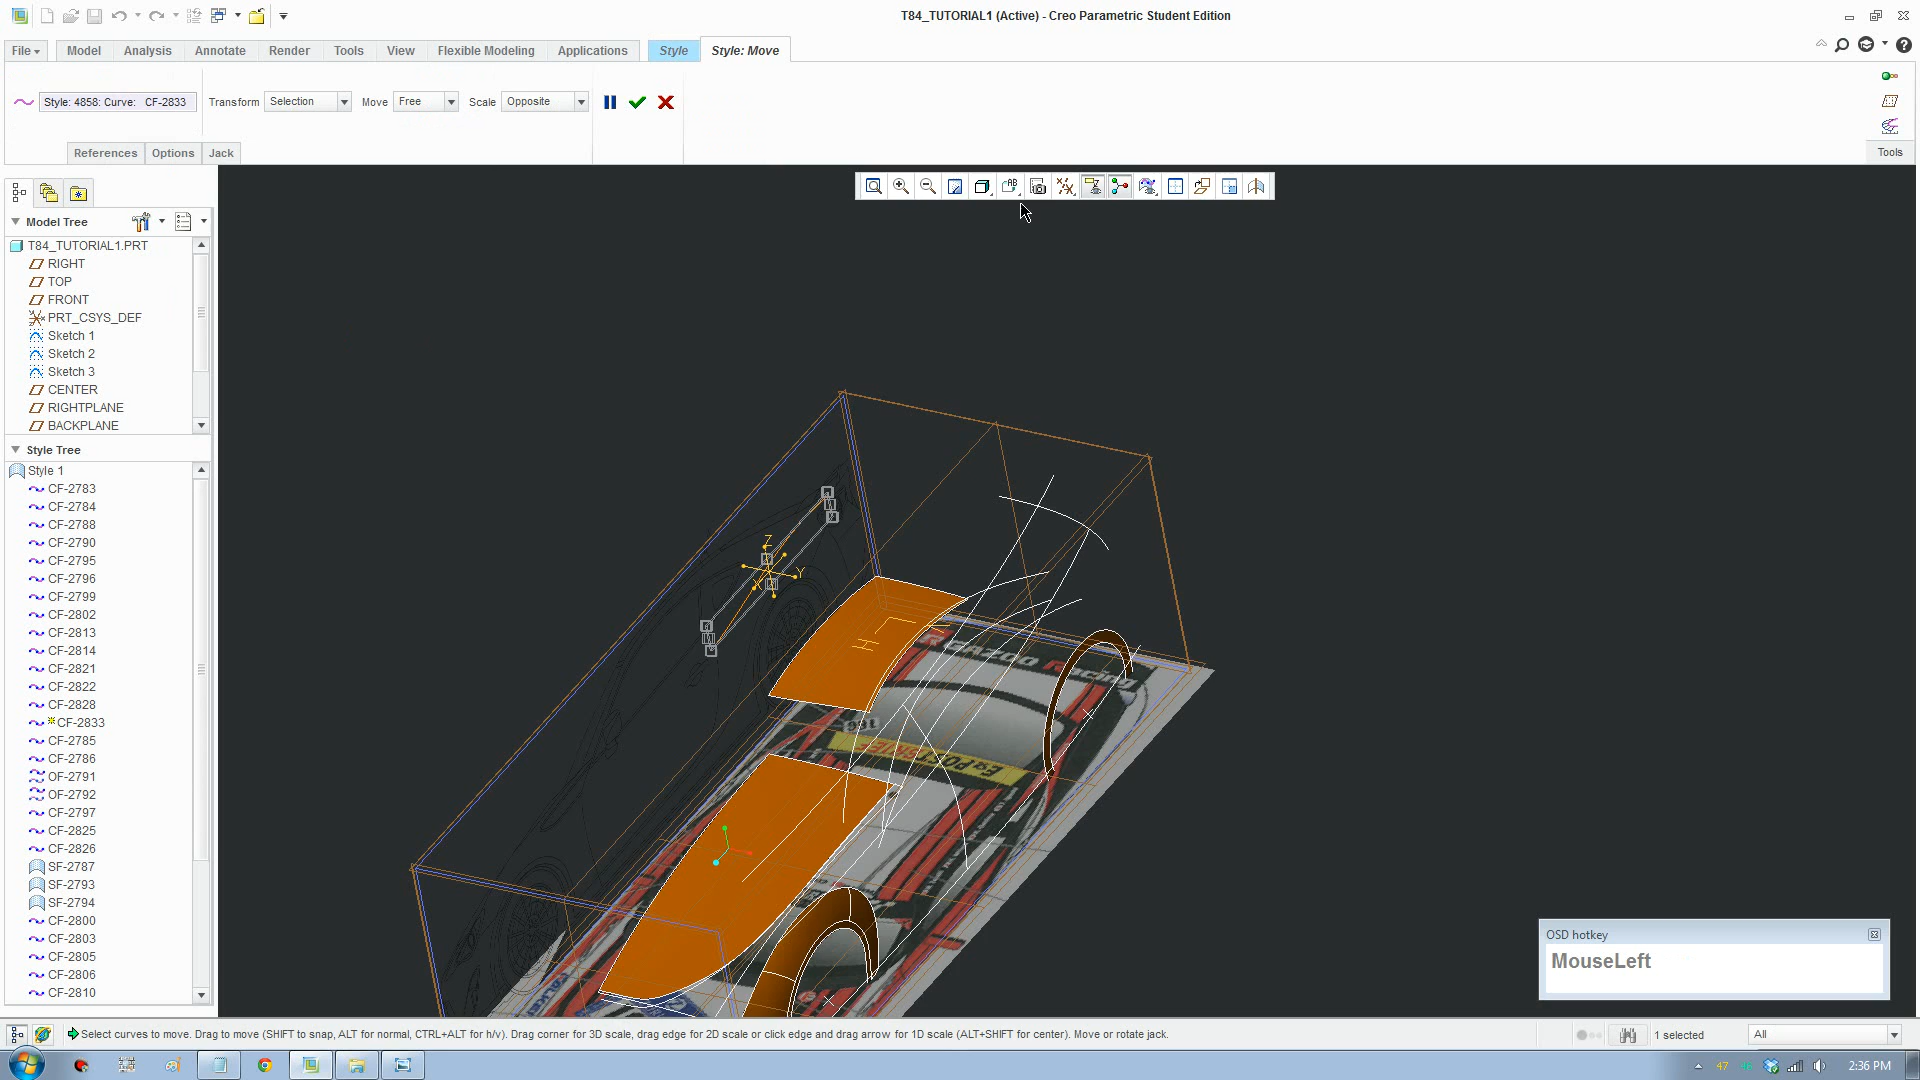 T84_TUTORIAL1 (Active) - Creo Parametric Student Edition
File
Model
Analysis
Annotate
Render
Tools
View
Flexible Modeling
Applications
Style
Style: Move
Style: 4858: Curve: CF-2833
Transform
Selection
Move
Free
Scale
Opposite
References
Options
Jack
Tools
Model Tree
T84_TUTORIAL1.PRT
RIGHT
TOP
FRONT
PRT_CSYS_DEF
Sketch 1
Sketch 2
Sketch 3
CENTER
RIGHTPLANE
BACKPLANE
Style Tree
Style 1
CF-2783
CF-2784
CF-2788
CF-2790
CF-2795
CF-2796
CF-2799
CF-2802
CF-2813
CF-2814
CF-2821
CF-2822
CF-2828
CF-2833
CF-2785
CF-2786
OF-2791
OF-2792
CF-2797
CF-2825
CF-2826
SF-2787
SF-2793
SF-2794
CF-2800
CF-2803
CF-2805
CF-2806
CF-2810
Z
Y
X
H
GAZOO Racing
OSD hotkey
MouseLeft
Select curves to move. Drag to move (SHIFT to snap, ALT for normal, CTRL+ALT for h/v). Drag corner for 3D scale, drag edge for 2D scale or click edge and drag arrow for 1D scale (ALT+SHIFT for center). Move or rotate jack.
1 selected
All
47
2:36 PM